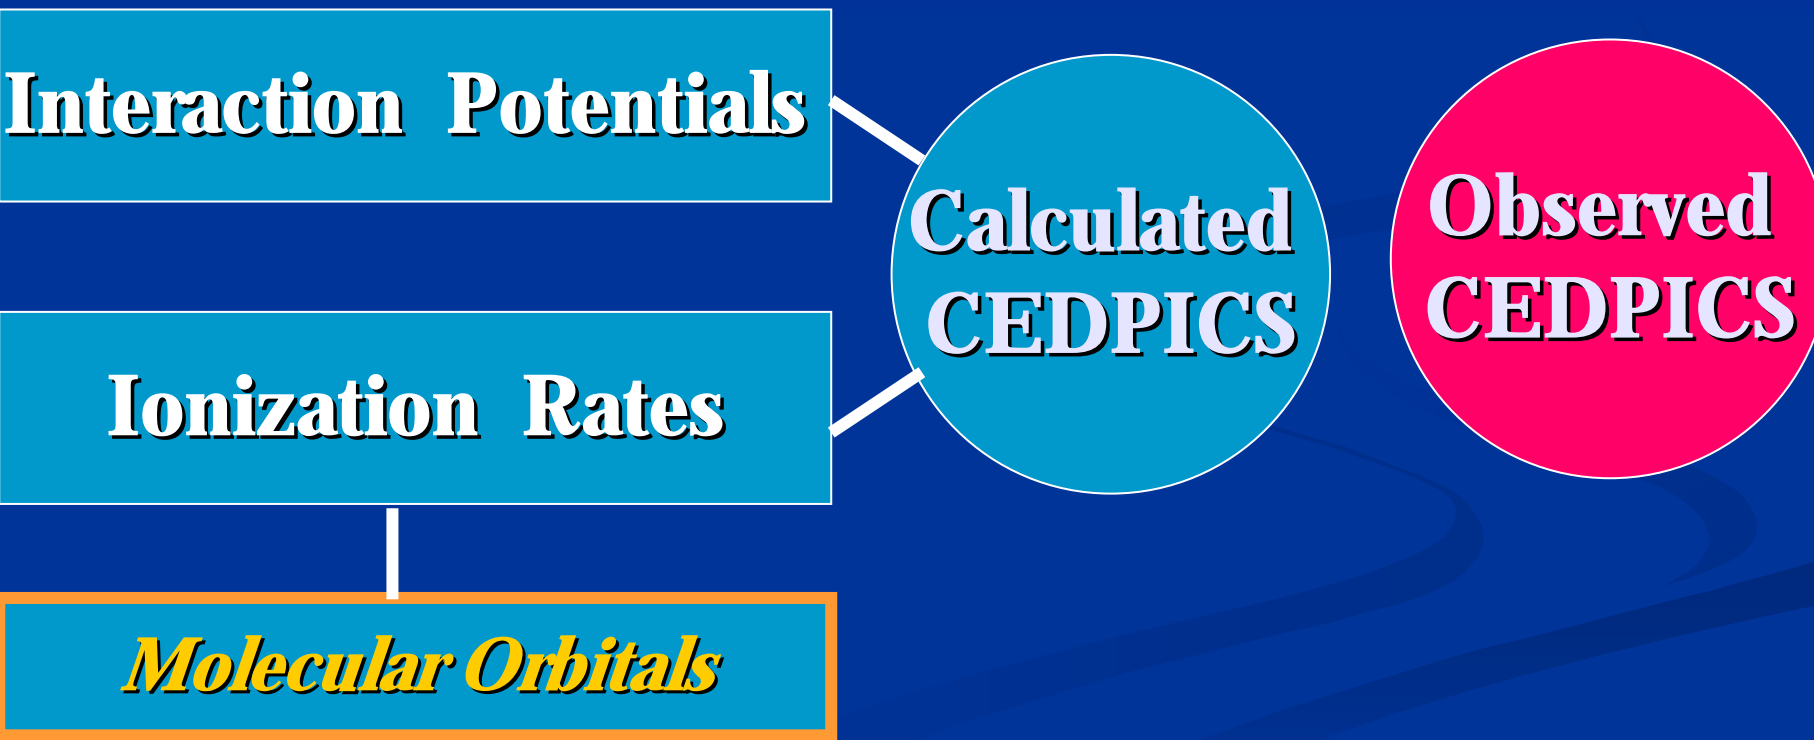 Interaction Potentials
Calculated
CEDPICS
Observed
CEDPICS
Ionization Rates
Molecular Orbitals